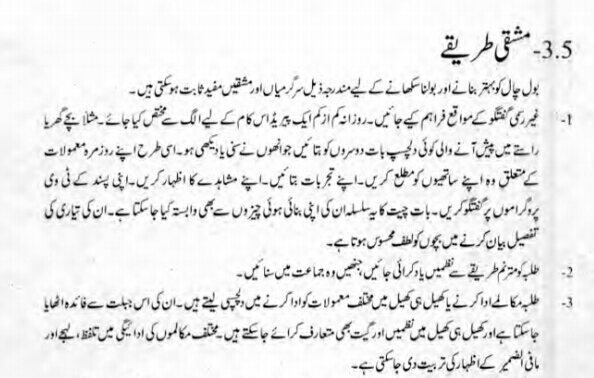 3.5- مشقی طریقے
بول چال کو بہتر بنانے اور بولنا سکھانے کے لیے مندرجہ ذیل سرگرمیاں اور مشقیں مفید ثابت ہو سکتی ہیں ۔
1- غیر رسمی گفتگو کے مواقع فراہم کیے جائیں۔ روزانہ کم از کم ایک پیریڈ اس کام کے لیے الگ سے مختص کیا جائے۔ مثلاً بچے گھر یا
راستے میں پیش آنے والی کوئی دلچسپ بات دوسروں کو بتائیں جو انھوں نے سنی یا دیکھی ہو۔ اسی طرح اپنے روزمرہ معمولات
کے متعلق وہ اپنے ساتھیوں کو مطلع کریں۔ اپنے تجربات بتائیں۔ اپنے مشاہدے کا اظہار کریں۔ اپنی پسند کے ٹی وی
پروگراموں پر گفتگو کریں۔ بات چیت کا یہ سلسلہ ان کی اپنی بنائی ہوئی چیزوں سے بھی وابستہ کیا جا سکتا ہے۔ ان کی تیاری کی
تفصیل بیان کرنے میں بچوں کو لطف محسوس ہوتا ہے۔
2- طلبہ کو مترنم طریقے سے نظمیں یاد کرائی جائیں جنھیں وہ جماعت میں سنائیں۔
3- طلبہ مکالمے ادا کرنے یا کھیل ہی کھیل میں مختلف معمولات کو ادا کرنے میں دلچسپی لیتے ہیں۔ ان کی اس جبلت سے فائدہ اٹھایا
جا سکتا ہے اور کھیل ہی کھیل میں نظمیں اور گیت بھی متعارف کرائے جا سکتے ہیں۔ مختلف مکالموں کی ادائیگی میں تلفظ، لہجے اور
مافی الضمیر کے اظہار کی تربیت دی جا سکتی ہے۔